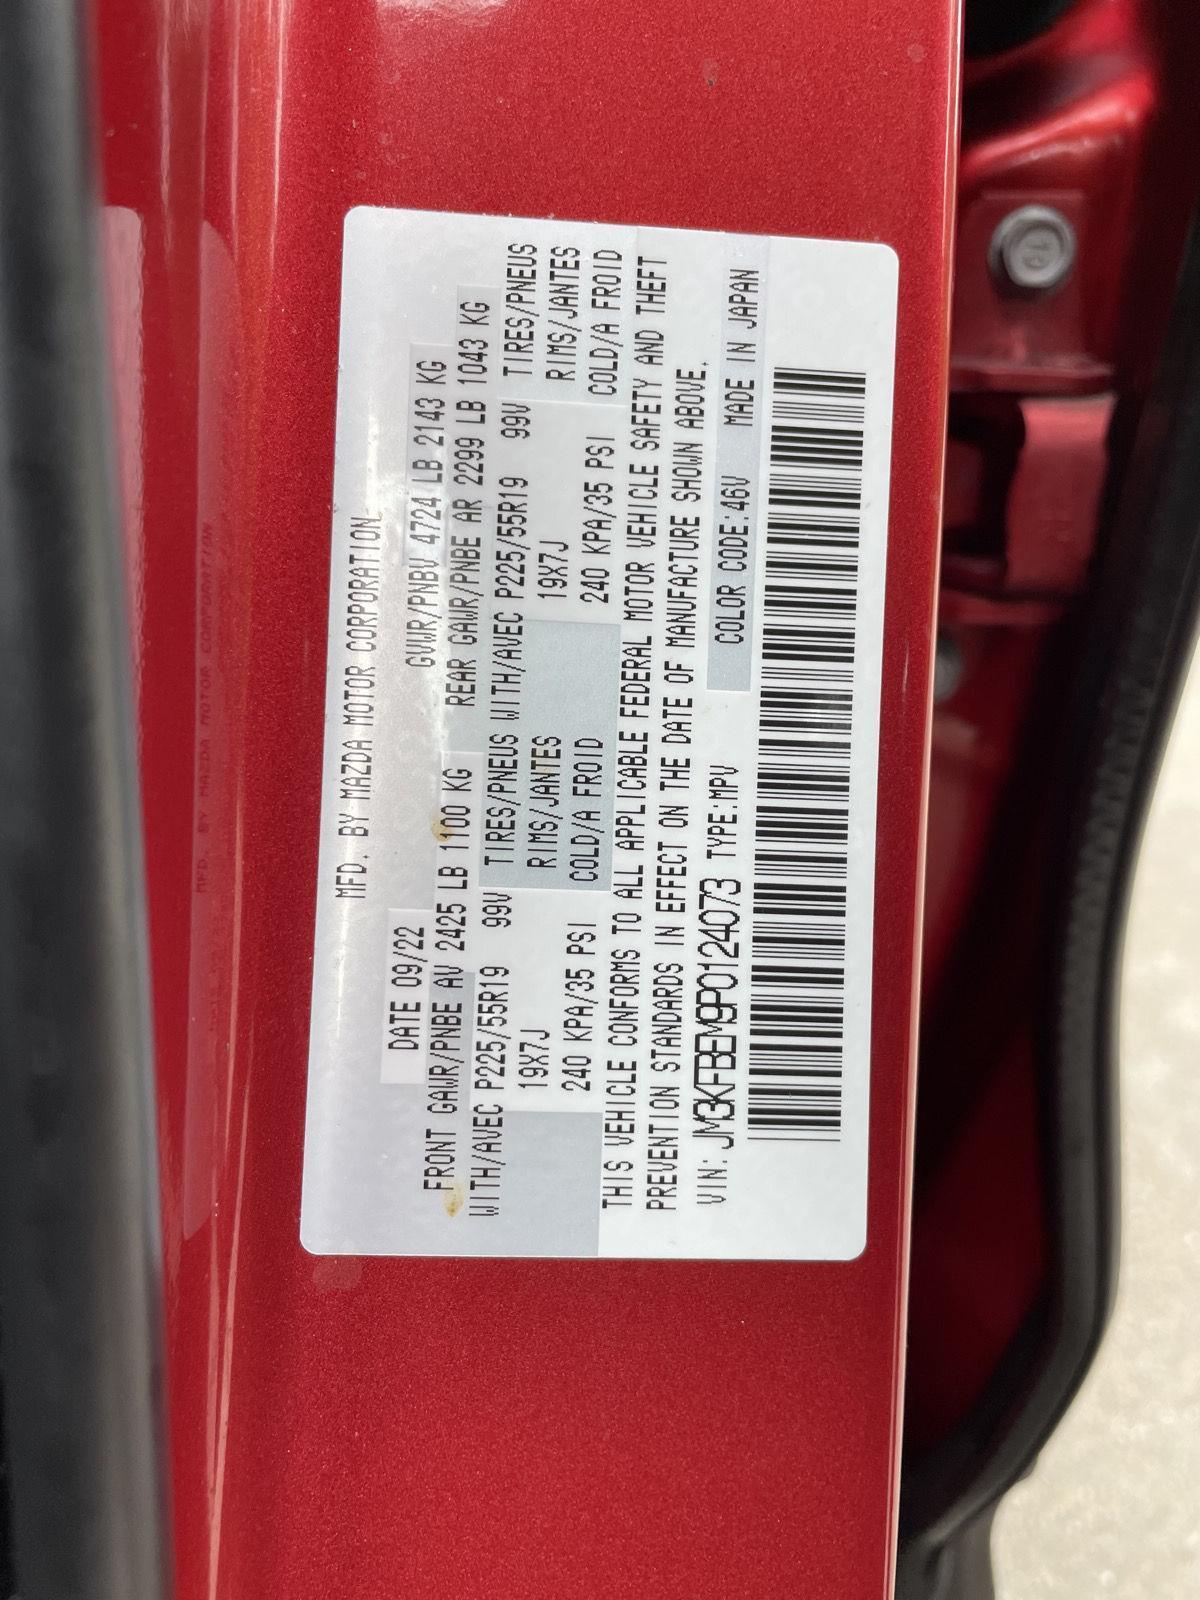 MFD. BY MAZDA MOTOR CORPORATION
DATE 09/22 GVWR/PNBV 4724 LB 2143 KG
FRONT GAWR/PNBE AV 2425 LB 1100 KG REAR GAWR/PNBE AR 2299 LB 1043 KG
WITH/AVEC P225/55R19 99V TIRES/PNEUS WITH/AVEC P225/55R19 99V TIRES/PNEUS
19X7J RIMS/JANTES 19X7J RIMS/JANTES
240 KPA/35 PSI COLD/A FROID 240 KPA/35 PSI COLD/A FROID
THIS VEHICLE CONFORMS TO ALL APPLICABLE FEDERAL MOTOR VEHICLE SAFETY AND THEFT
PREVENTION STANDARDS IN EFFECT ON THE DATE OF MANUFACTURE SHOWN ABOVE.
VIN: JM3KFBEM9P0124073 TYPE:MPV COLOR CODE:46V MADE IN JAPAN
MFD. BY MAZDA MOTOR CORPORATION